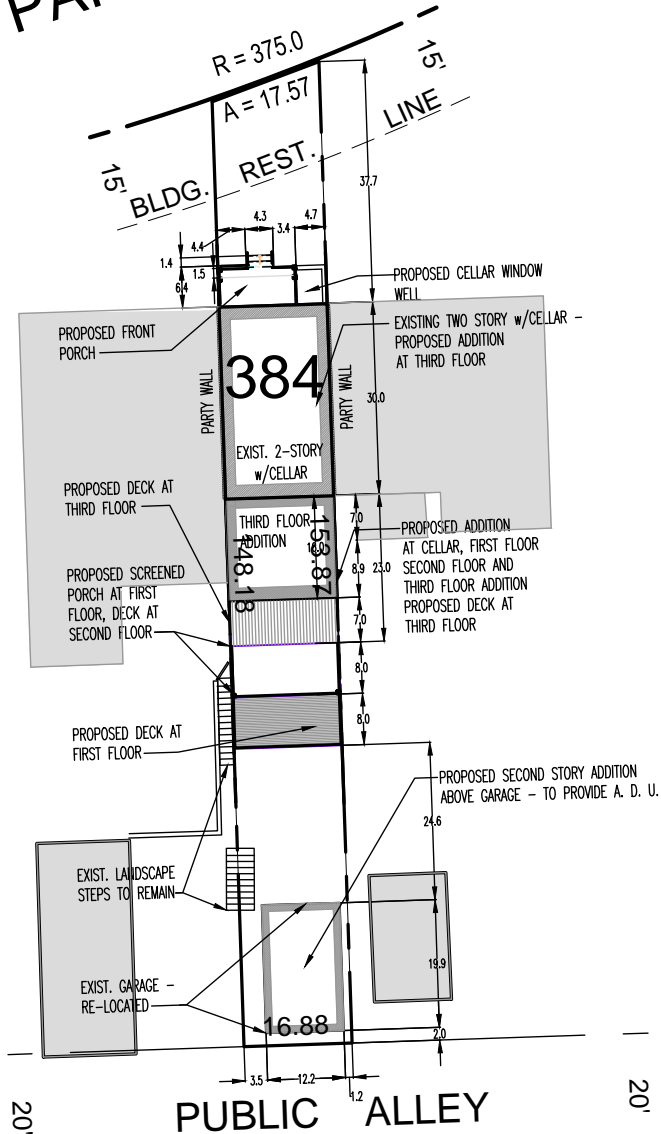 R = 375.0
A = 17.57
15'
15'
BLDG. REST. LINE
37.7
4.3
4.7
4.4
3.4
1.4
1.5
6.4
PROPOSED CELLAR WINDOW
WELL
PROPOSED FRONT
PORCH
EXISTING TWO STORY w/CELLAR –
PROPOSED ADDITION
AT THIRD FLOOR
384
PARTY WALL
PARTY WALL
30.0
EXIST. 2-STORY
w/CELLAR
PROPOSED DECK AT
THIRD FLOOR
THIRD FLOOR
ADDITION
153.87
148.18
7.0
8.9
23.0
7.0
8.0
8.0
PROPOSED ADDITION
AT CELLAR, FIRST FLOOR
SECOND FLOOR AND
THIRD FLOOR ADDITION
PROPOSED DECK AT
THIRD FLOOR
PROPOSED SCREENED
PORCH AT FIRST
FLOOR, DECK AT
SECOND FLOOR
PROPOSED DECK AT
FIRST FLOOR
PROPOSED SECOND STORY ADDITION
ABOVE GARAGE – TO PROVIDE A. D. U.
24.6
EXIST. LANDSCAPE
STEPS TO REMAIN
19.9
EXIST. GARAGE –
RE-LOCATED
16.88
2.0
3.5
12.2
1.2
20'
PUBLIC ALLEY
20'